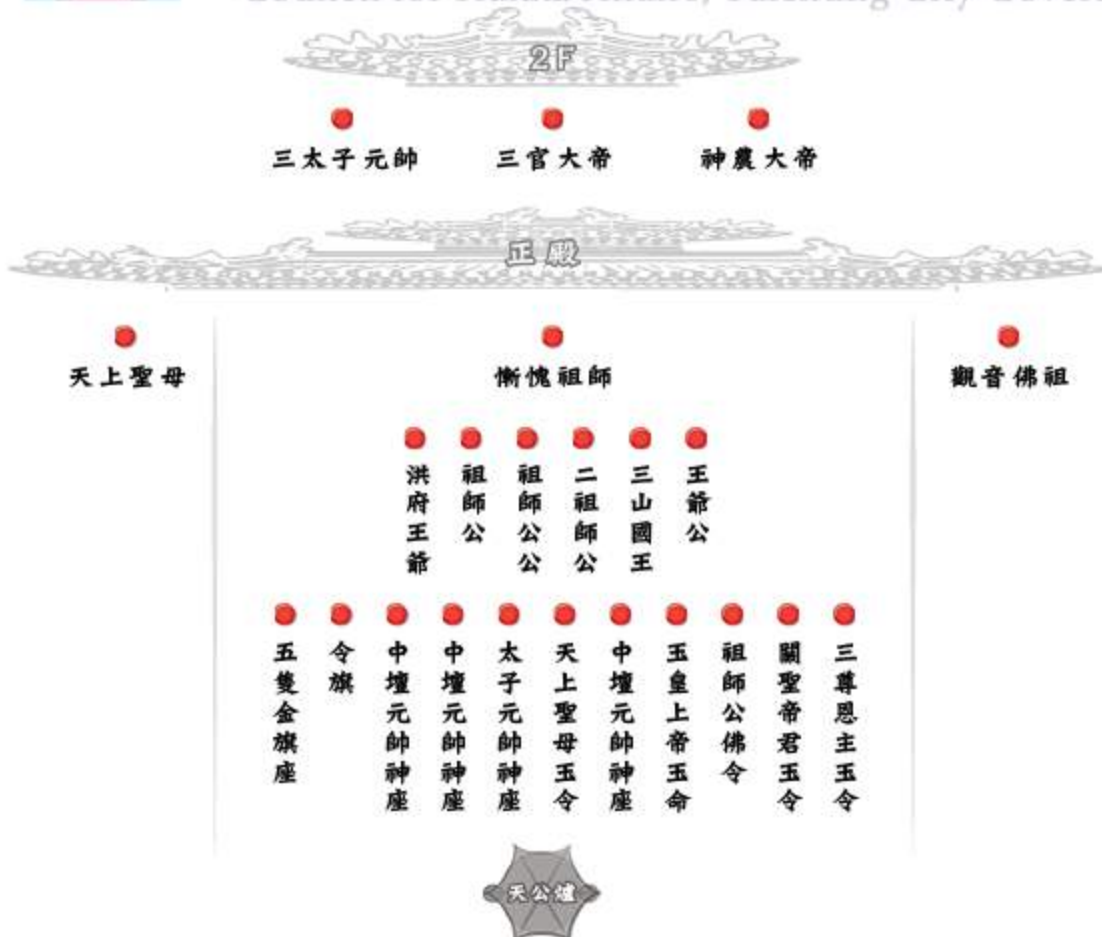 2F
三太子元帥
三官大帝
神農大帝
正殿
天上聖母
慚愧祖師
觀音佛祖
洪府王爺
祖師公
祖師公公
二祖師公
三山國王
王爺公
五隻金旗座
令旗
中壇元帥神座
中壇元帥神座
太子元帥神座
天上聖母玉令
中壇元帥神座
玉皇上帝玉命
祖師公佛令
關聖帝君玉令
三尊恩主玉令
天公爐